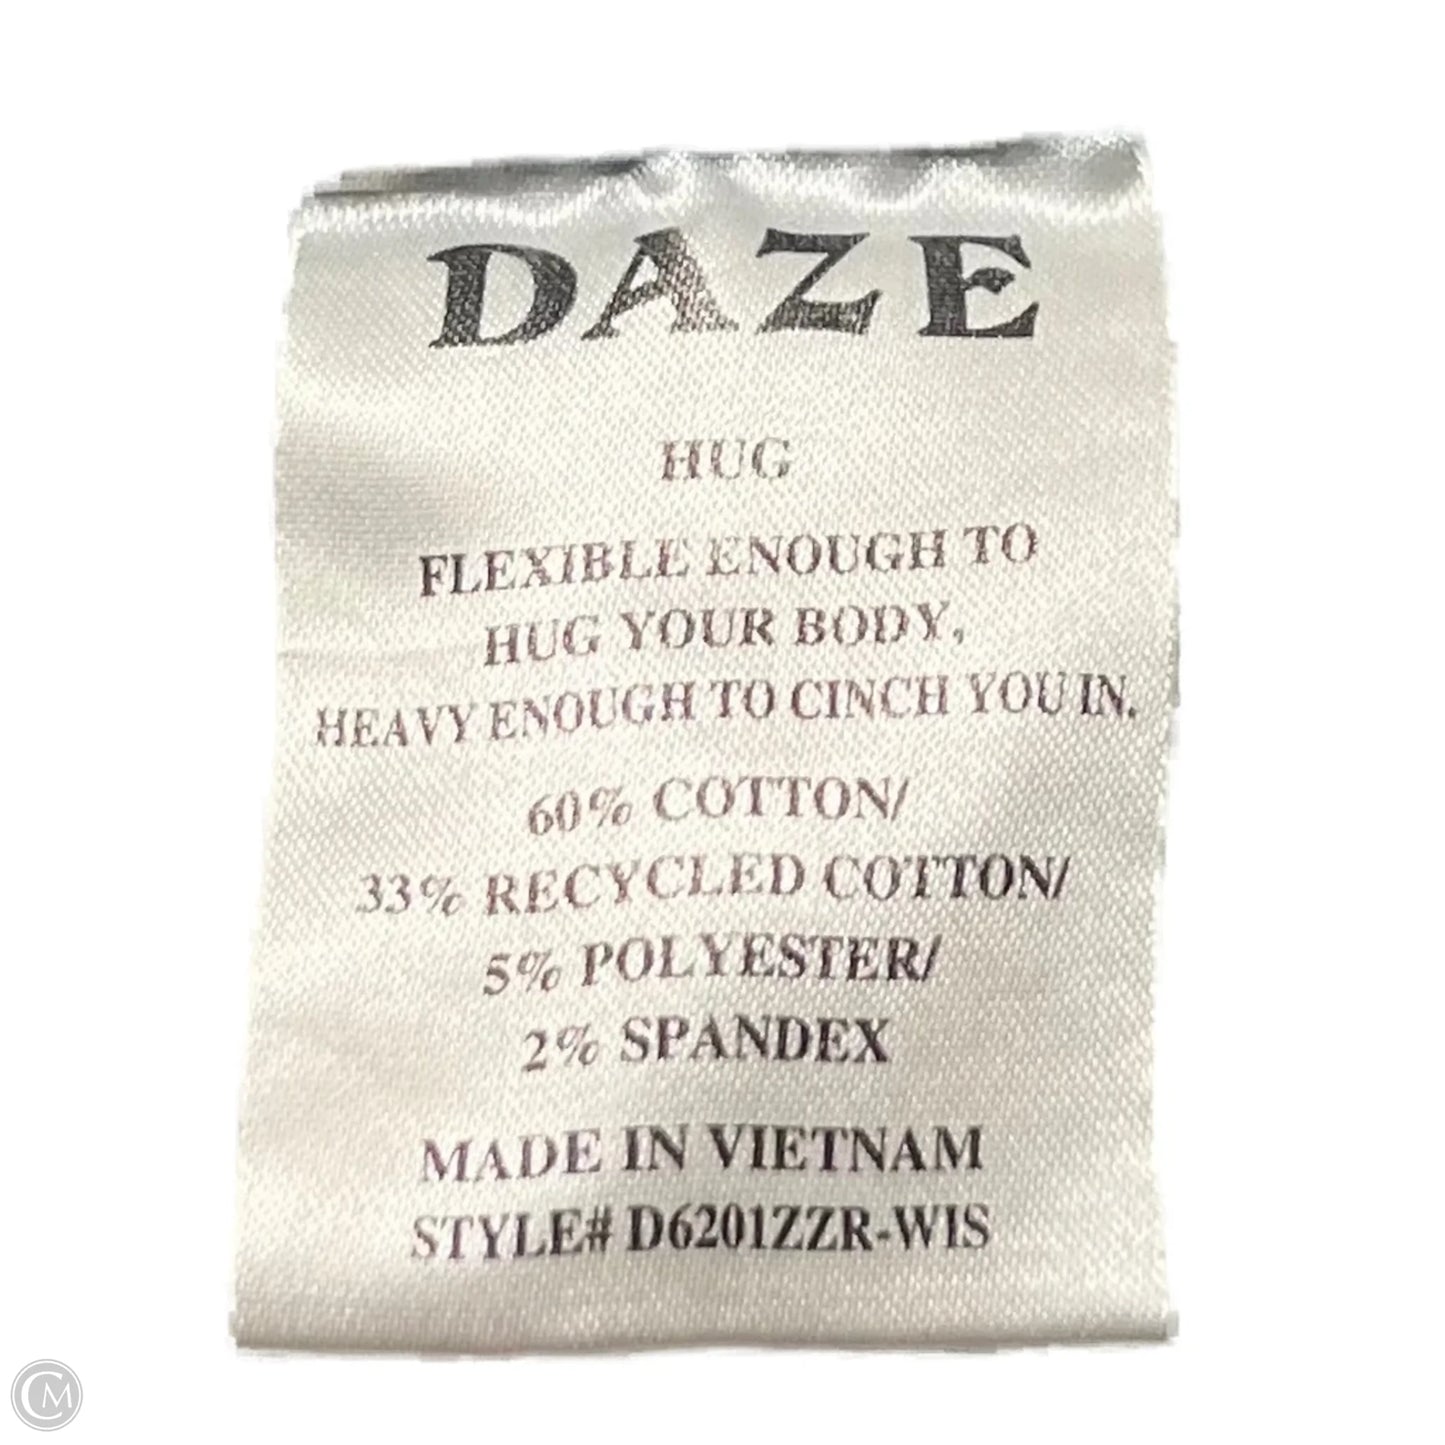 DAZE
HUG
FLEXIBLE ENOUGH TO
HUG YOUR BODY,
HEAVY ENOUGH TO CINCH YOU IN.
60% COTTON/
33% RECYCLED COTTON/
5% POLYESTER/
2% SPANDEX
MADE IN VIETNAM
STYLE# D6201ZZR-WIS
CM